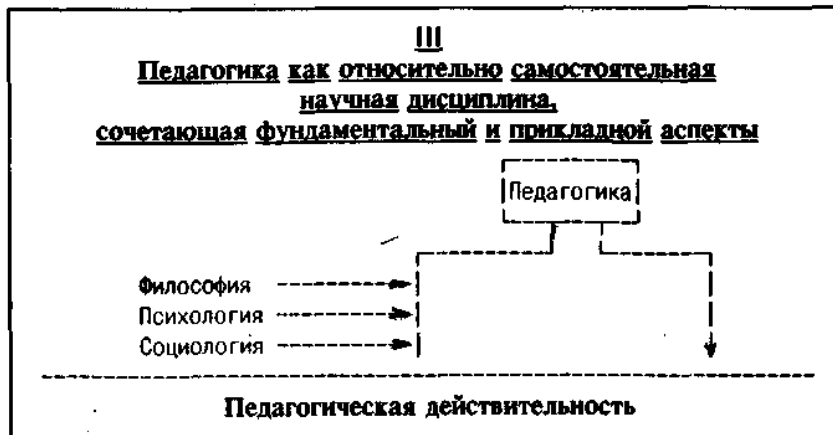 III
Педагогика как относительно самостоятельная
научная дисциплина,
сочетающая фундаментальный и прикладной аспекты
Педагогика
Философия
Психология
Социология
Педагогическая действительность